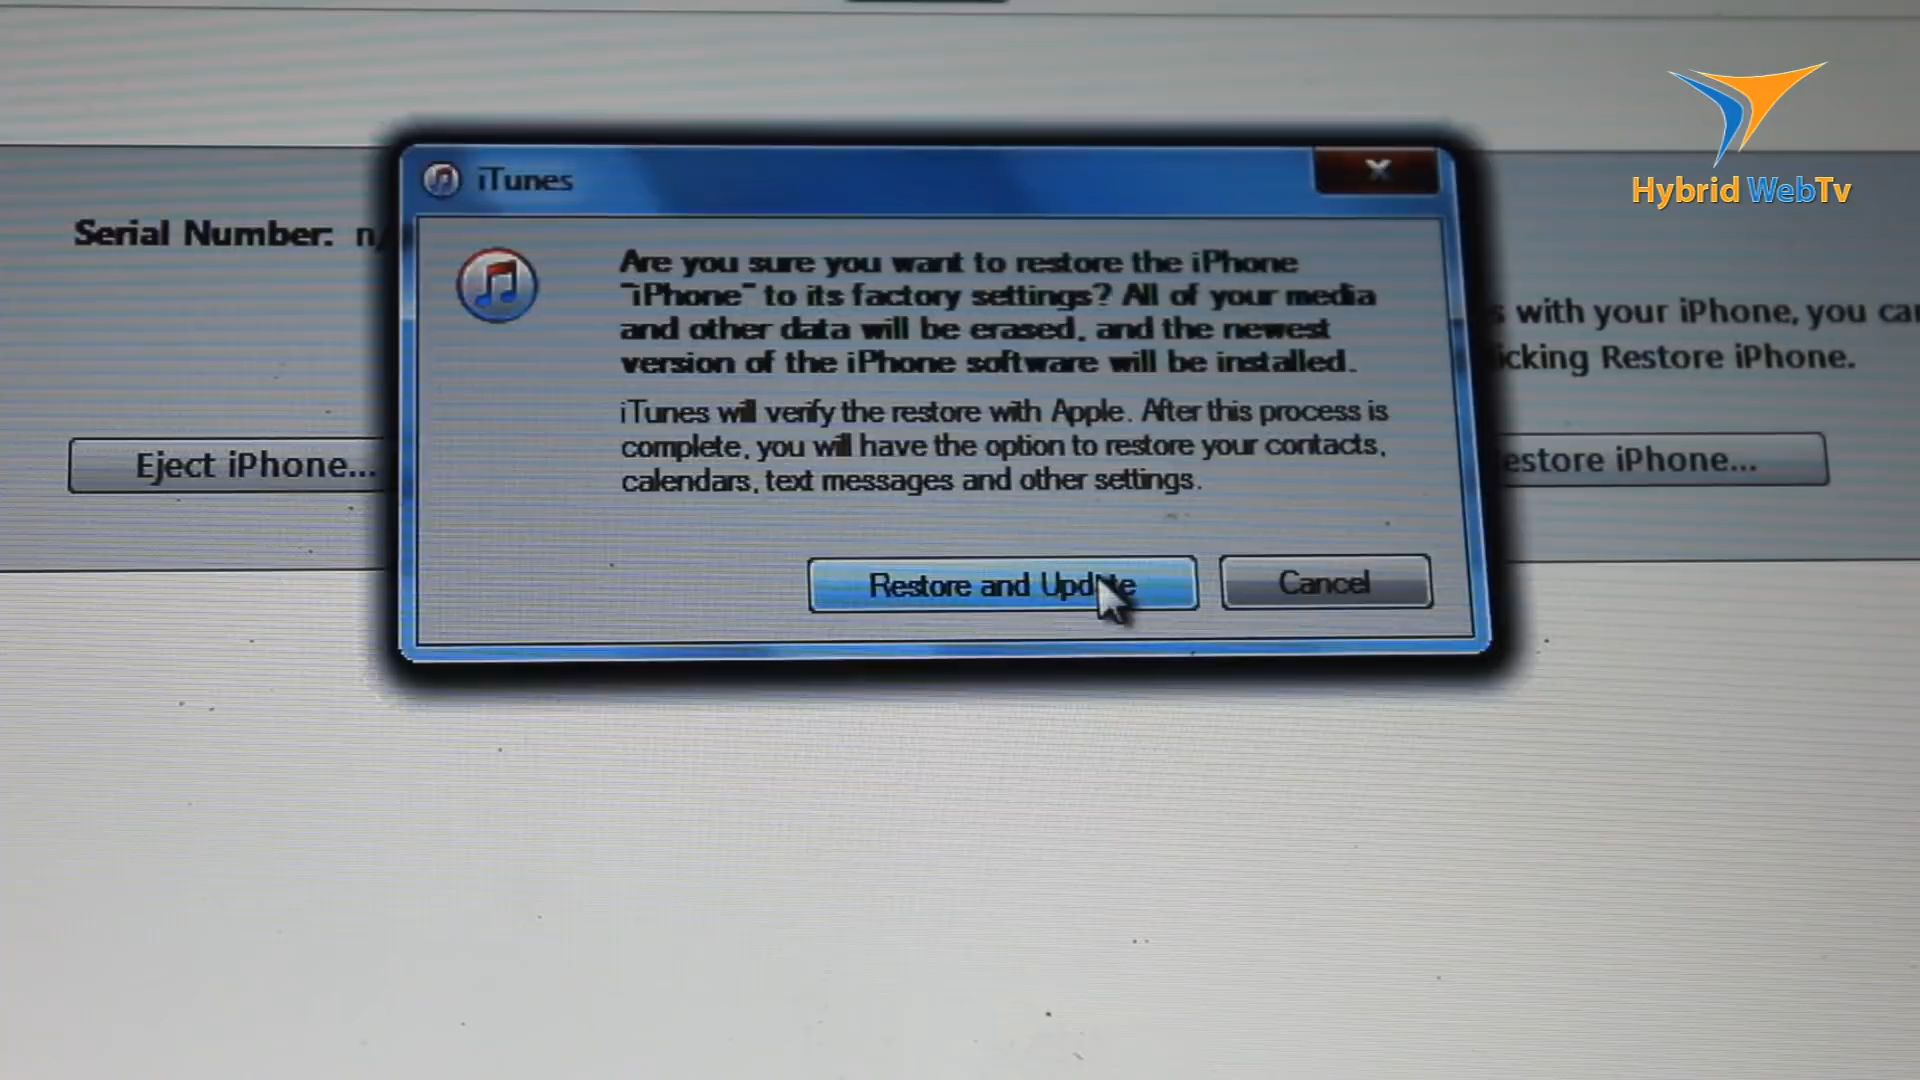 Hybrid WebTv
iTunes
Serial Number:
Are you sure you want to restore the iPhone
"iPhone" to its factory settings? All of your media
and other data will be erased, and the newest
version of the iPhone software will be installed.
iTunes will verify the restore with Apple. After this process is
complete, you will have the option to restore your contacts,
calendars, text messages and other settings.
with your iPhone, you
Restore iPhone.
Eject iPhone...
iPhone...
Restore and Update
Cancel